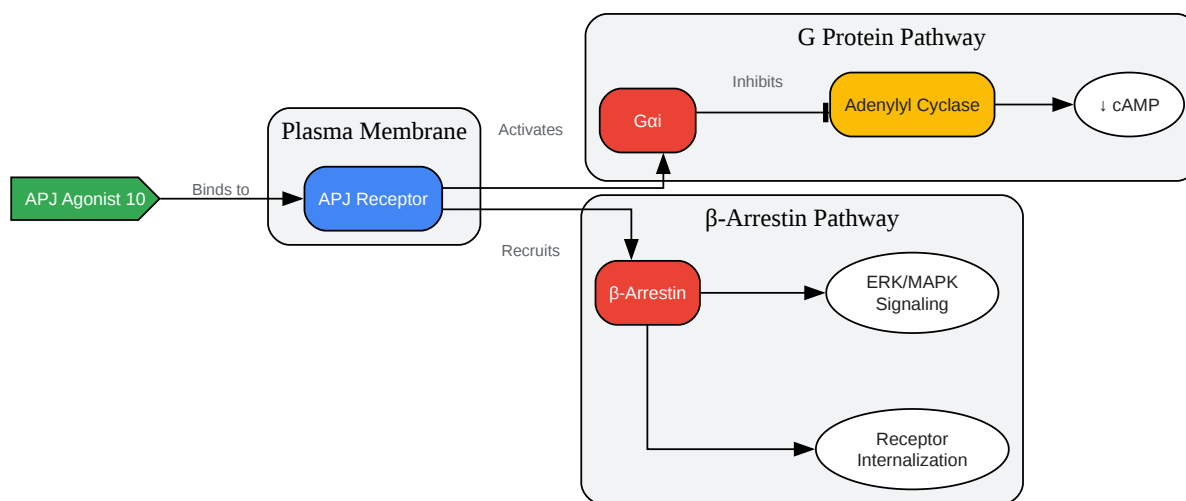 G Protein Pathway
Inhibits
Adenylyl Cyclase
↓ cAMP
Gαi
Plasma Membrane
Activates
APJ Agonist 10
Binds to
APJ Receptor
Recruits
β-Arrestin Pathway
β-Arrestin
ERK/MAPK
Signaling
Receptor
Internalization